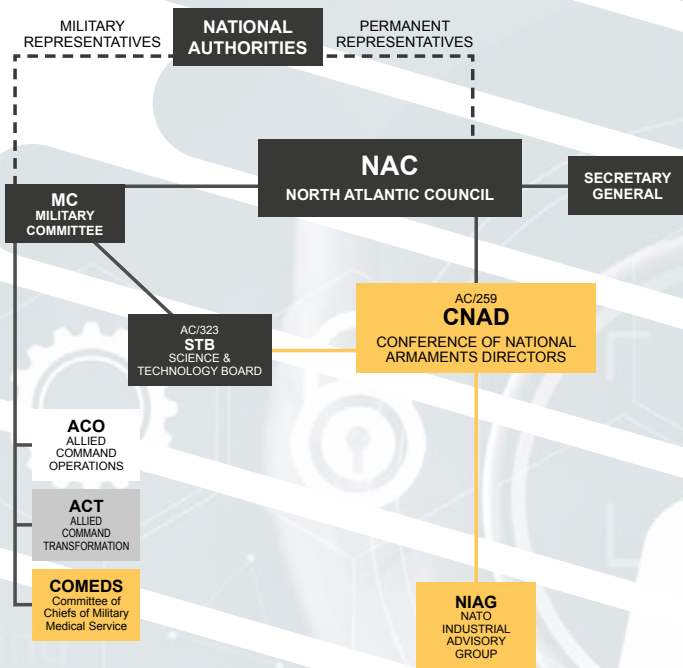 MILITARY
REPRESENTATIVES
NATIONAL
AUTHORITIES
PERMANENT
REPRESENTATIVES
NAC
NORTH ATLANTIC COUNCIL
SECRETARY
GENERAL
MC
MILITARY
COMMITTEE
AC/323
STB
SCIENCE &
TECHNOLOGY BOARD
AC/259
CNAD
CONFERENCE OF NATIONAL
ARMAMENTS DIRECTORS
ACO
ALLIED
COMMAND
OPERATIONS
ACT
ALLIED
COMMAND
TRANSFORMATION
COMEDS
Committee of
Chiefs of Military
Medical Service
NIAG
NATO
INDUSTRIAL
ADVISORY
GROUP